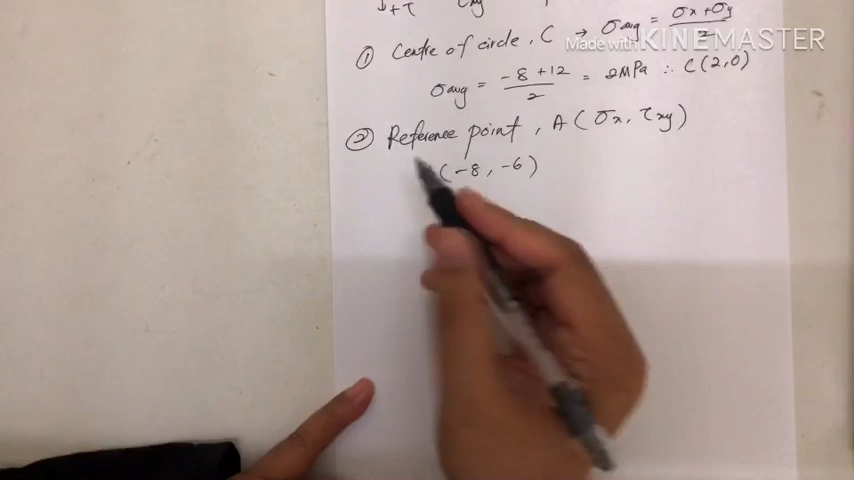 ↓+τ τxy
① Centre of circle, C → σavg = σx+σy / 2
Made with KINEMASTER
σavg = -8+12 / 2 = 2MPa ∴ C(2,0)
② Reference point, A (σx, τxy)
(-8, -6)